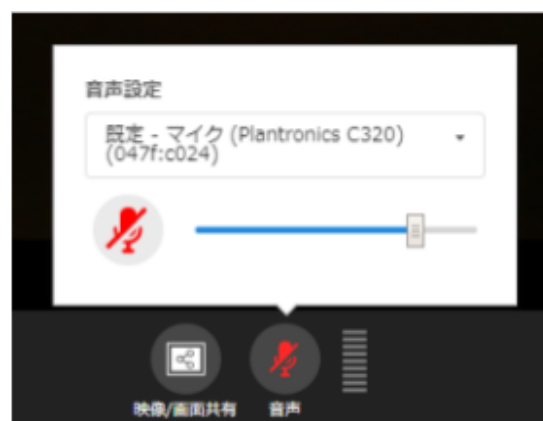 音声設定
既定 - マイク (Plantronics C320)
(047f:c024)
映像/画面共有
音声